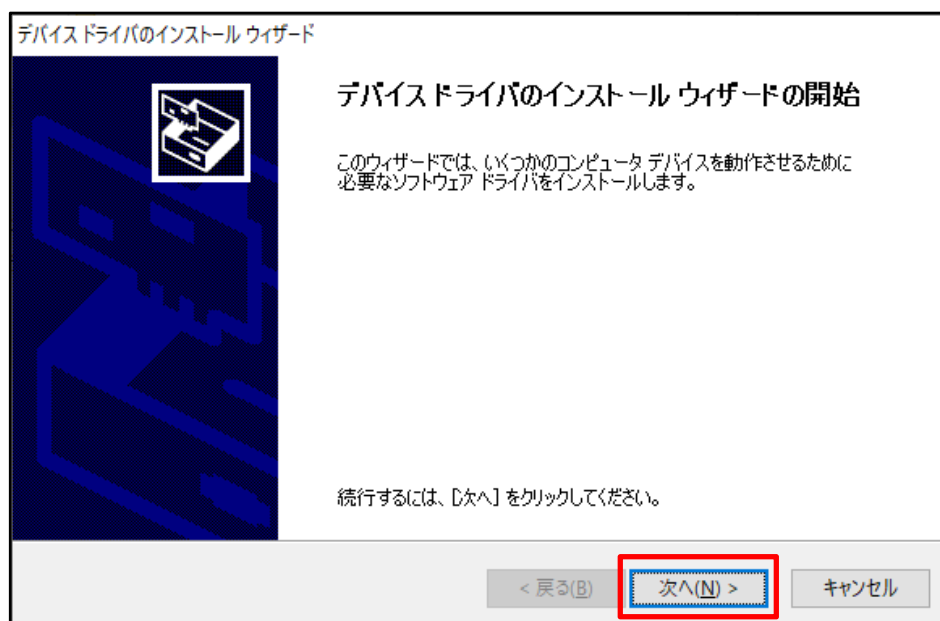 デバイス ドライバのインストール ウィザード
デバイス ドライバのインストール ウィザードの開始
このウィザードでは、いくつかのコンピュータ デバイスを動作させるために
必要なソフトウェア ドライバをインストールします。
続行するには、[次へ] をクリックしてください。
< 戻る(B)
次へ(N) >
キャンセル